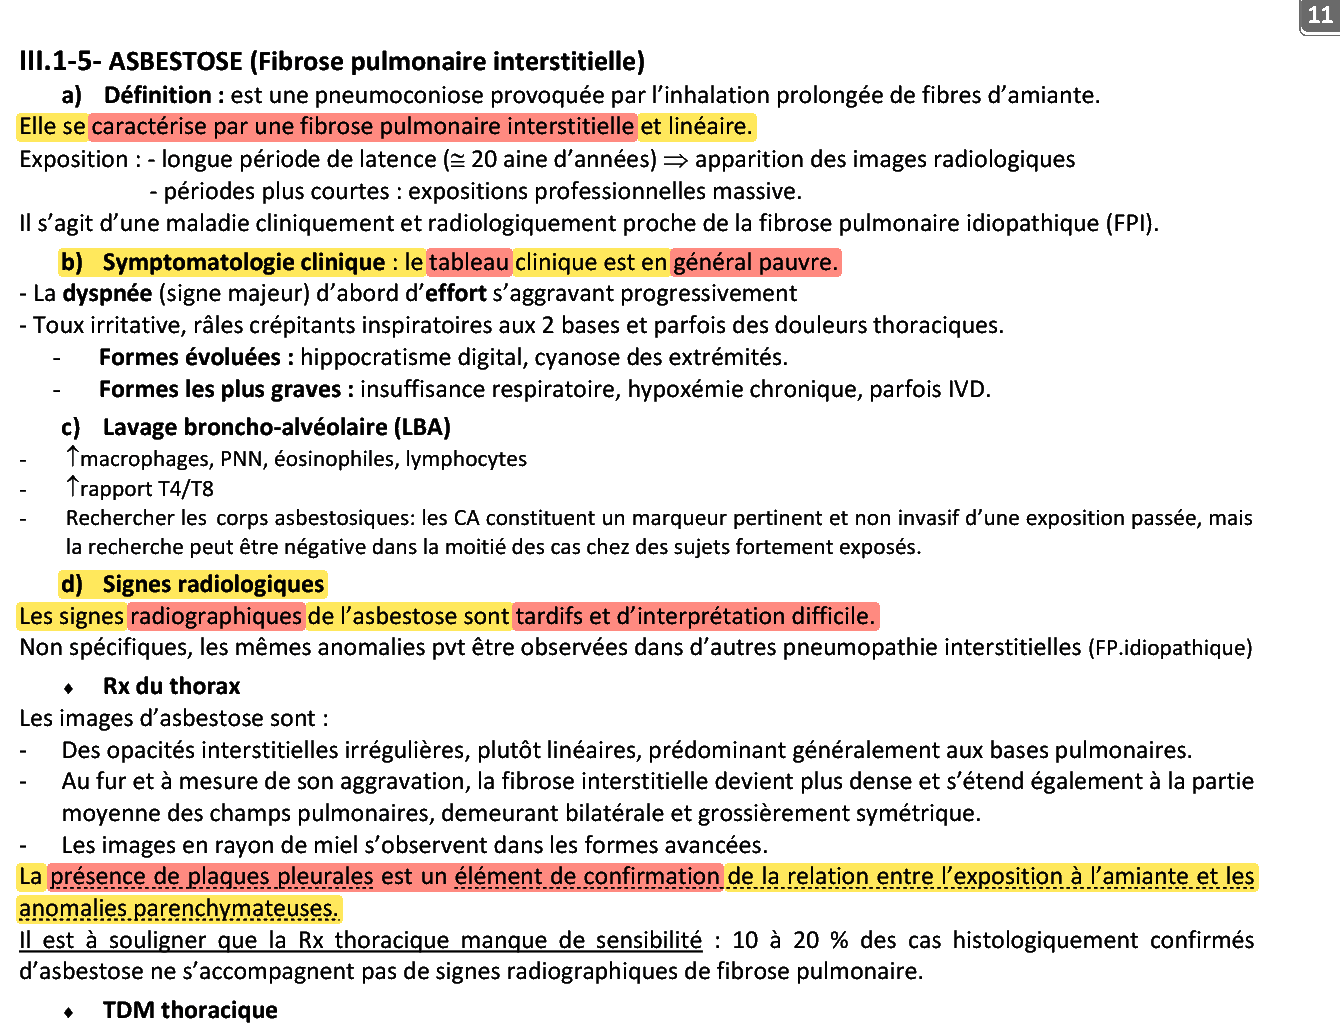 11
III.1-5- ASBESTOSE (Fibrose pulmonaire interstitielle)
a) Définition : est une pneumoconiose provoquée par l’inhalation prolongée de fibres d’amiante.
Elle se caractérise par une fibrose pulmonaire interstitielle et linéaire.
Exposition : - longue période de latence (≅ 20 aine d’années) ⇒ apparition des images radiologiques
- périodes plus courtes : expositions professionnelles massive.
Il s’agit d’une maladie cliniquement et radiologiquement proche de la fibrose pulmonaire idiopathique (FPI).
b) Symptomatologie clinique : le tableau clinique est en général pauvre.
- La dyspnée (signe majeur) d’abord d’effort s’aggravant progressivement
- Toux irritative, râles crépitants inspiratoires aux 2 bases et parfois des douleurs thoraciques.
- Formes évoluées : hippocratisme digital, cyanose des extrémités.
- Formes les plus graves : insuffisance respiratoire, hypoxémie chronique, parfois IVD.
c) Lavage broncho-alvéolaire (LBA)
- ↑macrophages, PNN, éosinophiles, lymphocytes
- ↑rapport T4/T8
- Rechercher les corps asbestosiques: les CA constituent un marqueur pertinent et non invasif d’une exposition passée, mais
la recherche peut être négative dans la moitié des cas chez des sujets fortement exposés.
d) Signes radiologiques
Les signes radiographiques de l’asbestose sont tardifs et d’interprétation difficile.
Non spécifiques, les mêmes anomalies pvt être observées dans d’autres pneumopathie interstitielles (FP.idiopathique)
♦ Rx du thorax
Les images d’asbestose sont :
- Des opacités interstitielles irrégulières, plutôt linéaires, prédominant généralement aux bases pulmonaires.
- Au fur et à mesure de son aggravation, la fibrose interstitielle devient plus dense et s’étend également à la partie
moyenne des champs pulmonaires, demeurant bilatérale et grossièrement symétrique.
- Les images en rayon de miel s’observent dans les formes avancées.
La présence de plaques pleurales est un élément de confirmation de la relation entre l’exposition à l’amiante et les
anomalies parenchymateuses.
Il est à souligner que la Rx thoracique manque de sensibilité : 10 à 20 % des cas histologiquement confirmés
d’asbestose ne s’accompagnent pas de signes radiographiques de fibrose pulmonaire.
♦ TDM thoracique